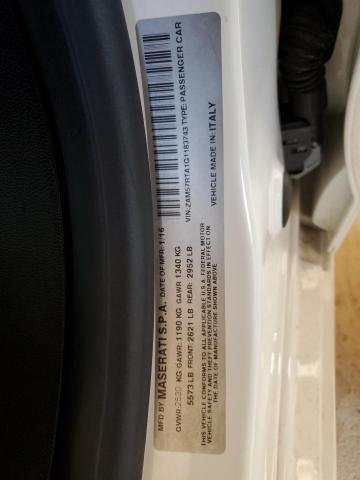 MFD BY MASERATI S.P.A. DATE OF MFR: 1/16
GVWR: 2530 KG GAWR: 1190 KG GAWR: 1340 KG
5573 LB FRONT: 2621 LB REAR: 2952 LB
THIS VEHICLE CONFORMS TO ALL APPLICABLE U.S.A. FEDERAL MOTOR
VEHICLE SAFETY AND THEFT PREVENTION STANDARDS IN EFFECT ON
THE DATE OF MANUFACTURE SHOWN ABOVE
VIN: ZAM57RTA1G1183743 TYPE: PASSENGER CAR
VEHICLE MADE IN: ITALY